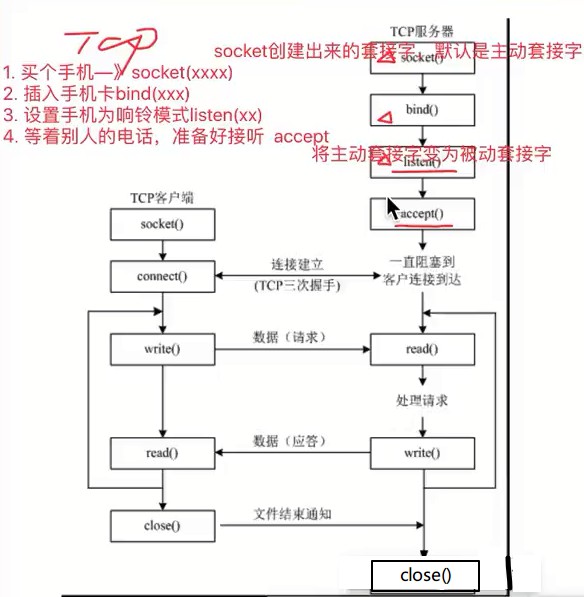 TCP
TCP服务器
socket创建出来的套接字，默认是主动套接字
socket()
1. 买个手机—》socket(xxxx)
2. 插入手机卡bind(xxx)
3. 设置手机为响铃模式listen(xx)
4. 等着别人的电话，准备好接听 accept
bind()
将主动套接字变为被动套接字
listen()
accept()
TCP客户端
socket()
connect()
连接建立
(TCP三次握手)
一直阻塞到
客户连接到达
write()
数据（请求）
read()
处理请求
read()
数据（应答）
write()
close()
文件结束通知
close()